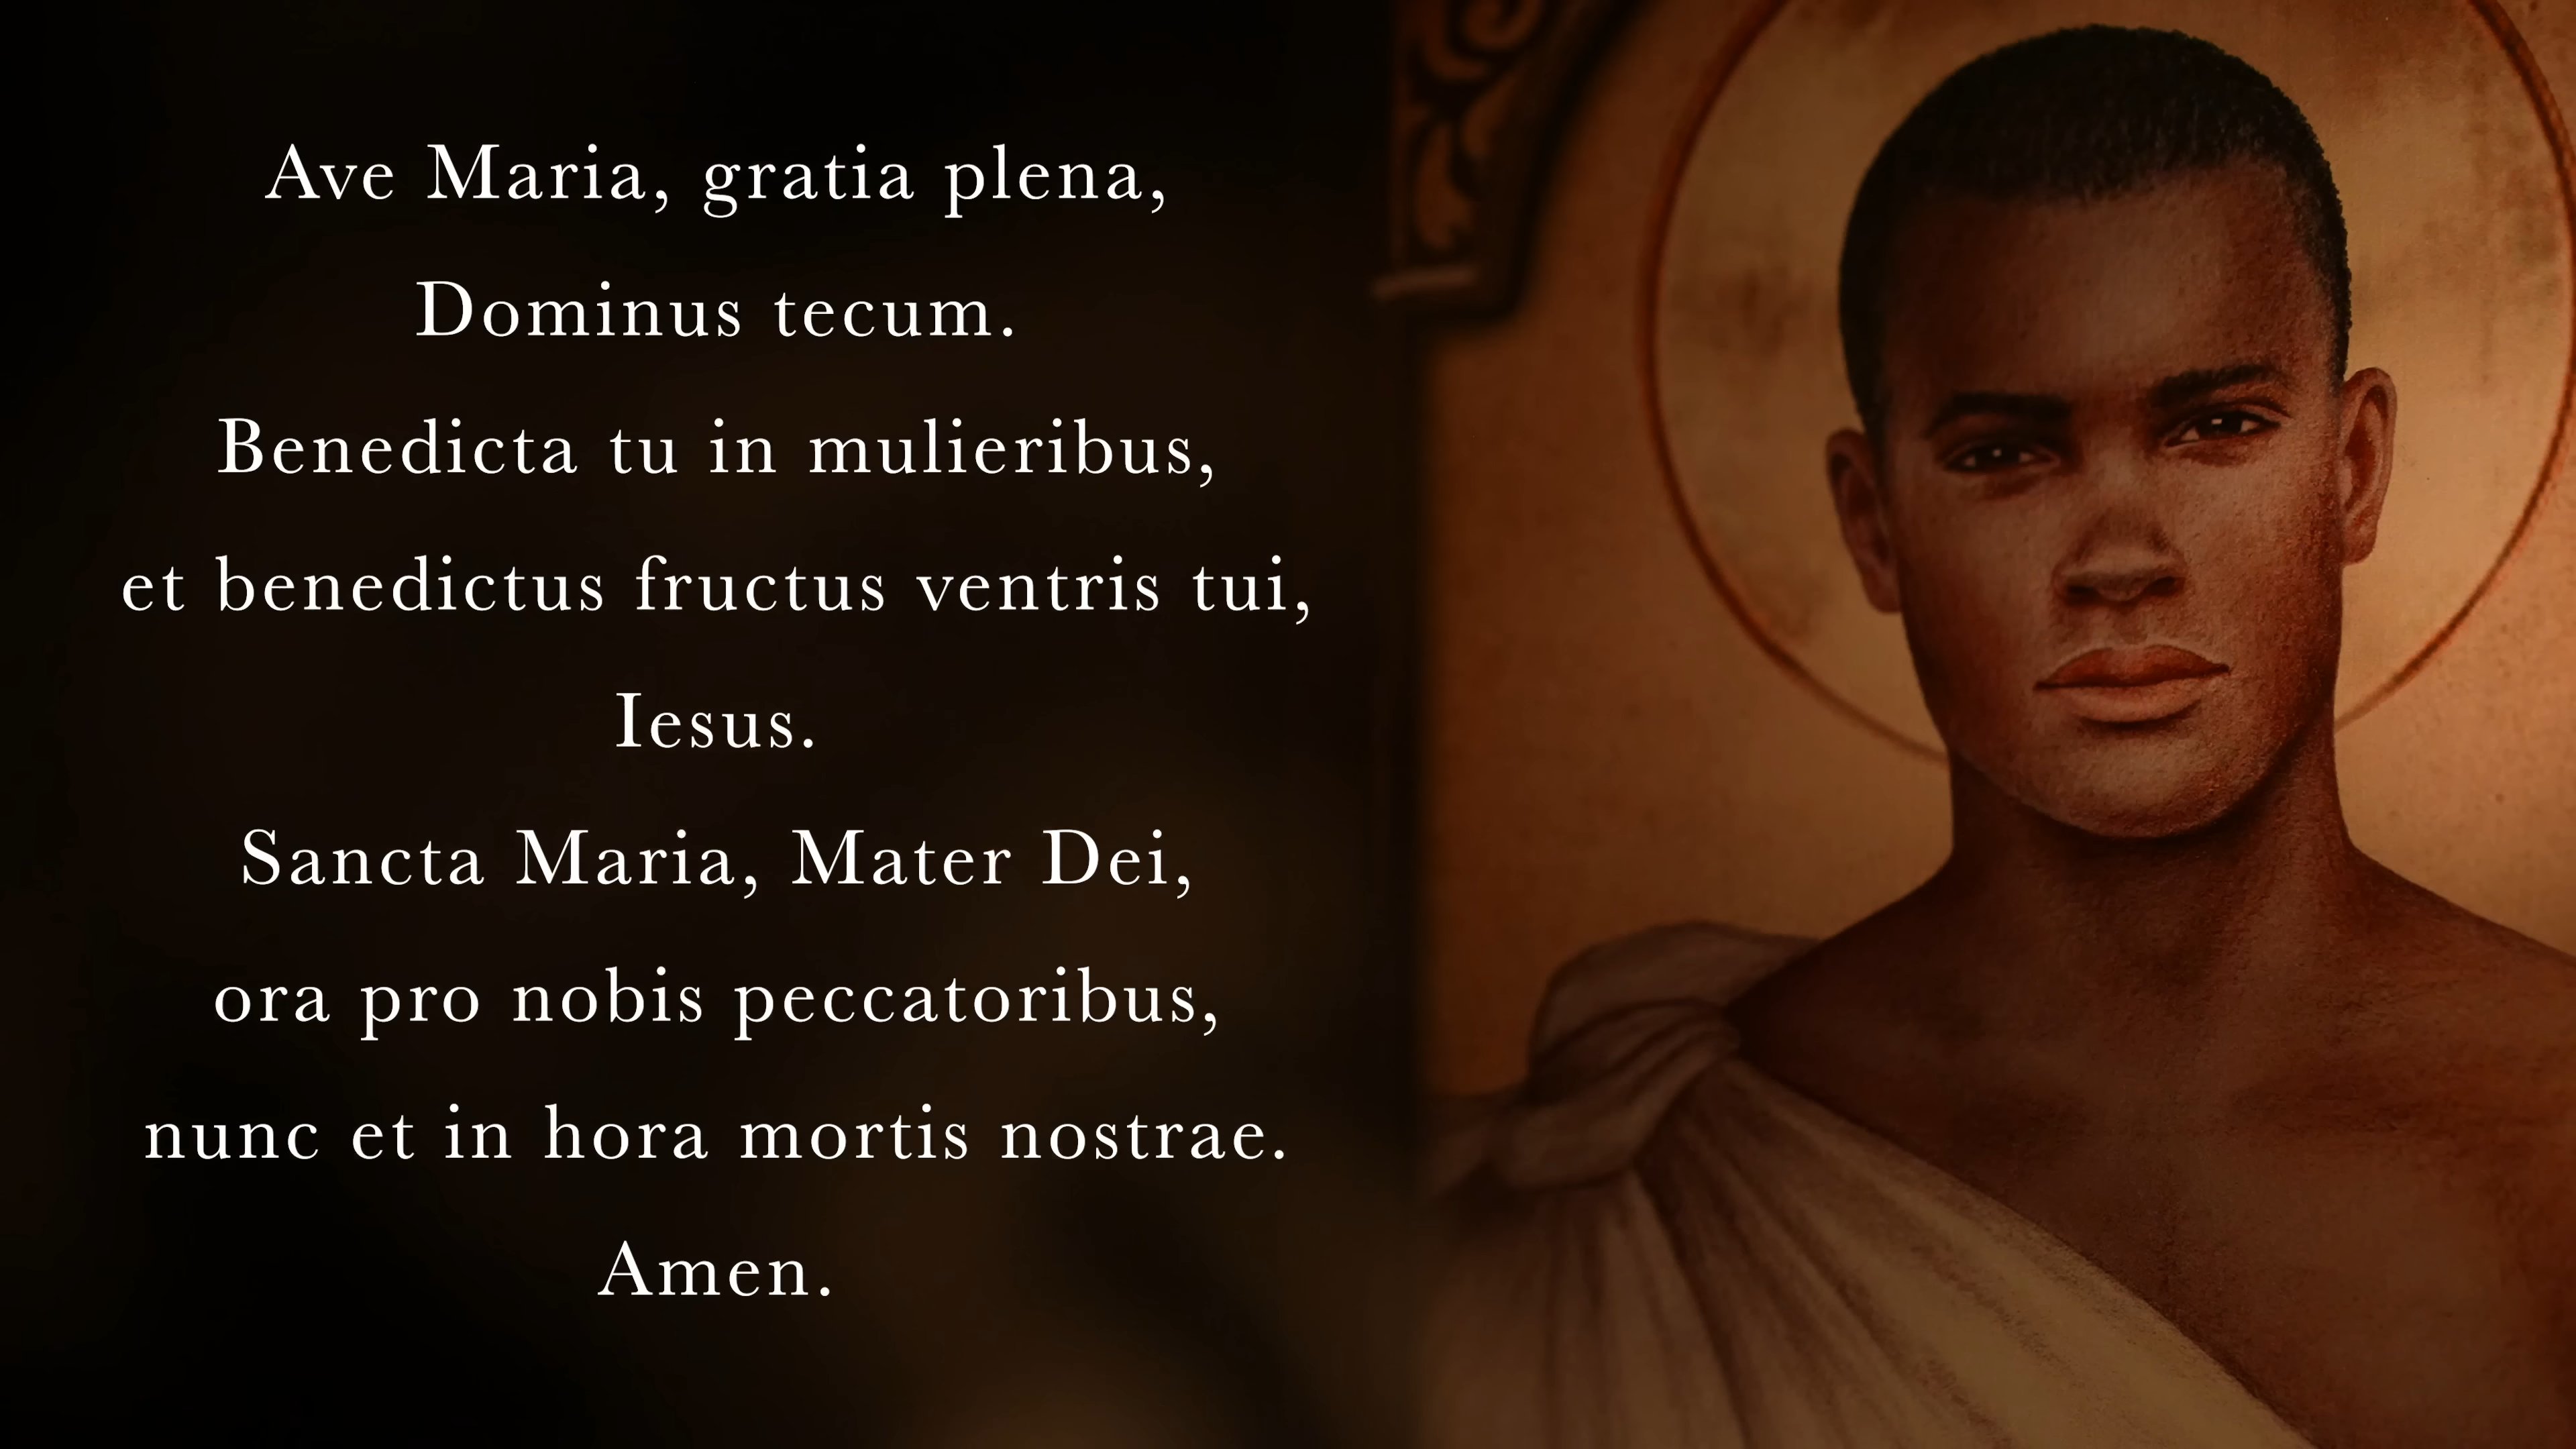 Ave Maria, gratia plena,
Dominus tecum.
Benedicta tu in mulieribus,
et benedictus fructus ventris tui,
Iesus.
Sancta Maria, Mater Dei,
ora pro nobis peccatoribus,
nunc et in hora mortis nostrae.
Amen.